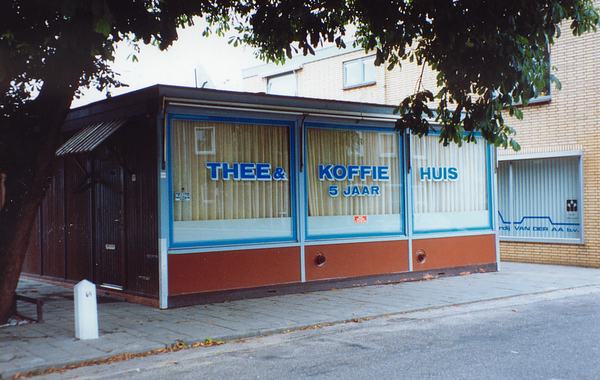 THEE & KOFFIE HUIS
5 JAAR
VAN DER AA b.v.